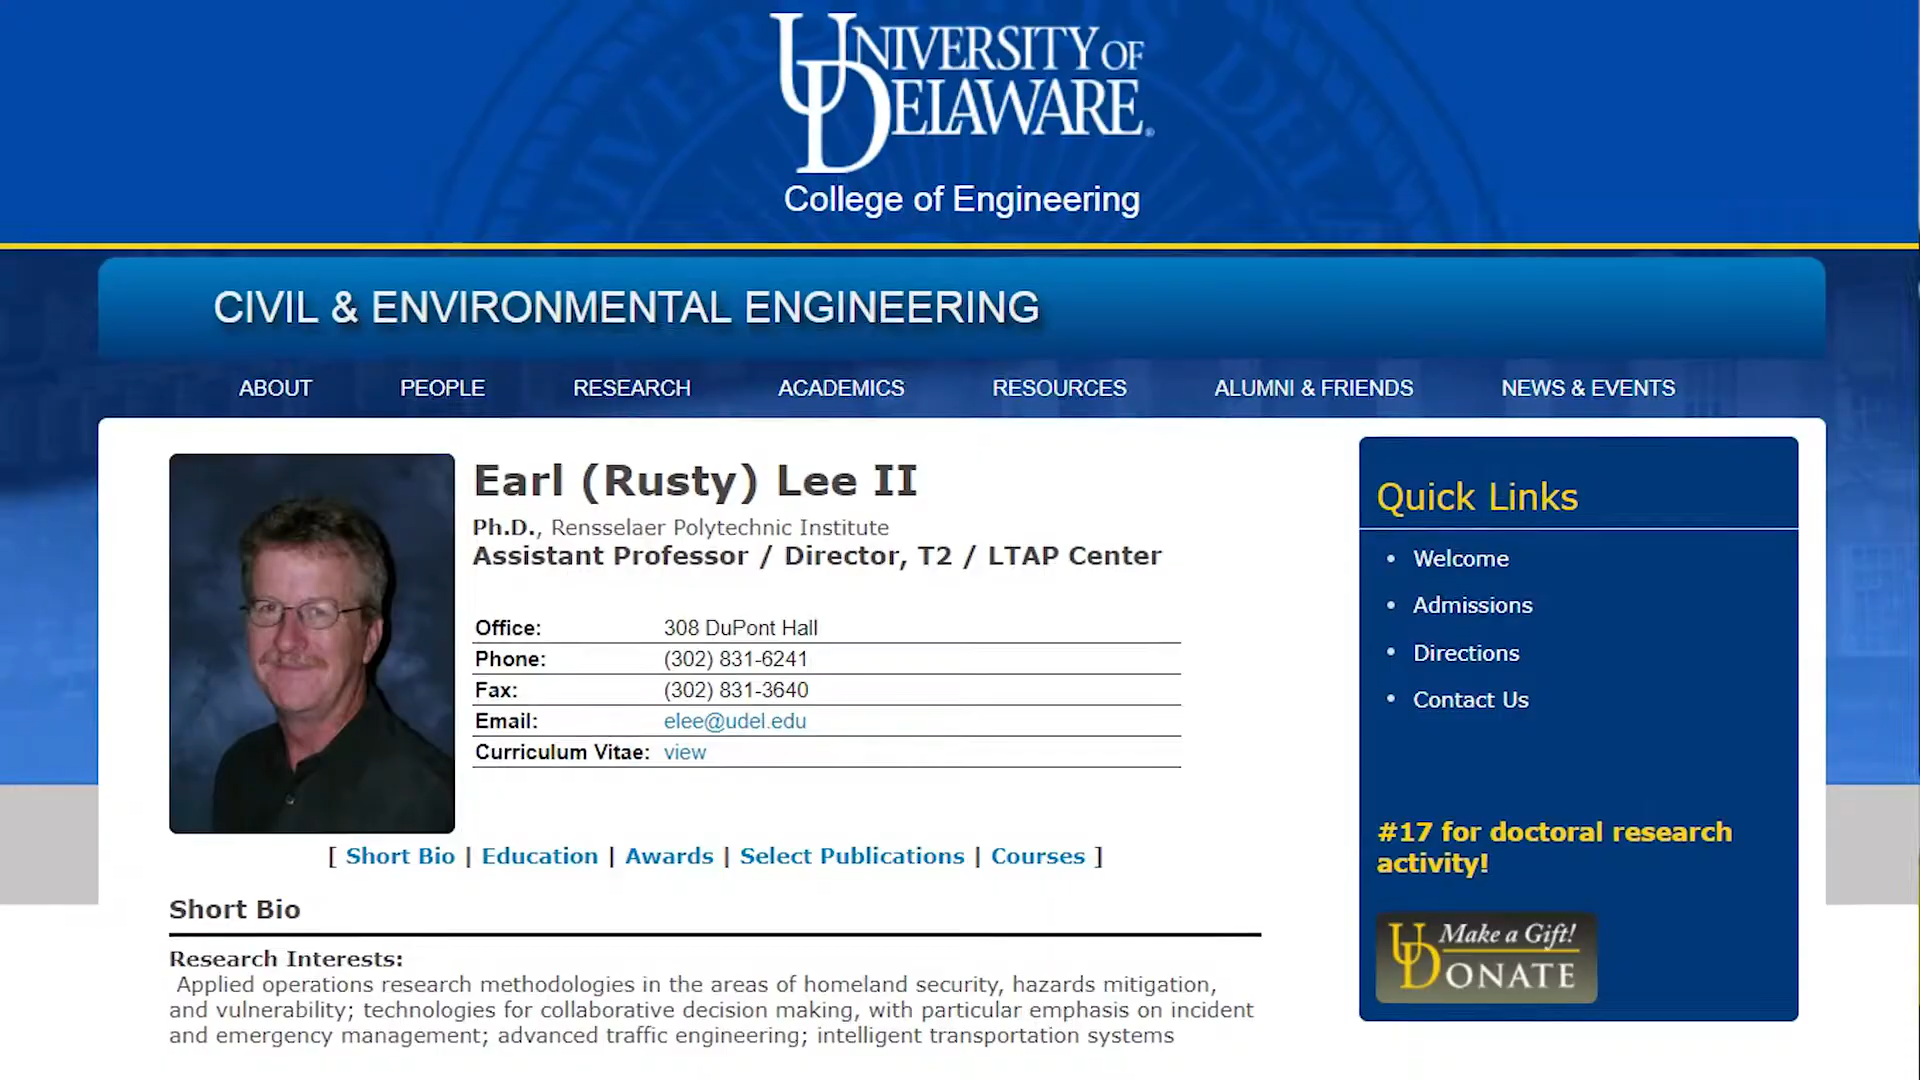 UNIVERSITY OF
DELAWARE®
College of Engineering
CIVIL & ENVIRONMENTAL ENGINEERING
ABOUT PEOPLE RESEARCH ACADEMICS RESOURCES ALUMNI & FRIENDS NEWS & EVENTS
Earl (Rusty) Lee II
Ph.D., Rensselaer Polytechnic Institute
Assistant Professor / Director, T2 / LTAP Center
Office: 308 DuPont Hall
Phone: (302) 831-6241
Fax: (302) 831-3640
Email: elee@udel.edu
Curriculum Vitae: view
[ Short Bio | Education | Awards | Select Publications | Courses ]
Short Bio
Research Interests:
Applied operations research methodologies in the areas of homeland security, hazards mitigation,
and vulnerability; technologies for collaborative decision making, with particular emphasis on incident
and emergency management; advanced traffic engineering; intelligent transportation systems
Quick Links
• Welcome
• Admissions
• Directions
• Contact Us
#17 for doctoral research
activity!
UD Make a Gift!
DONATE